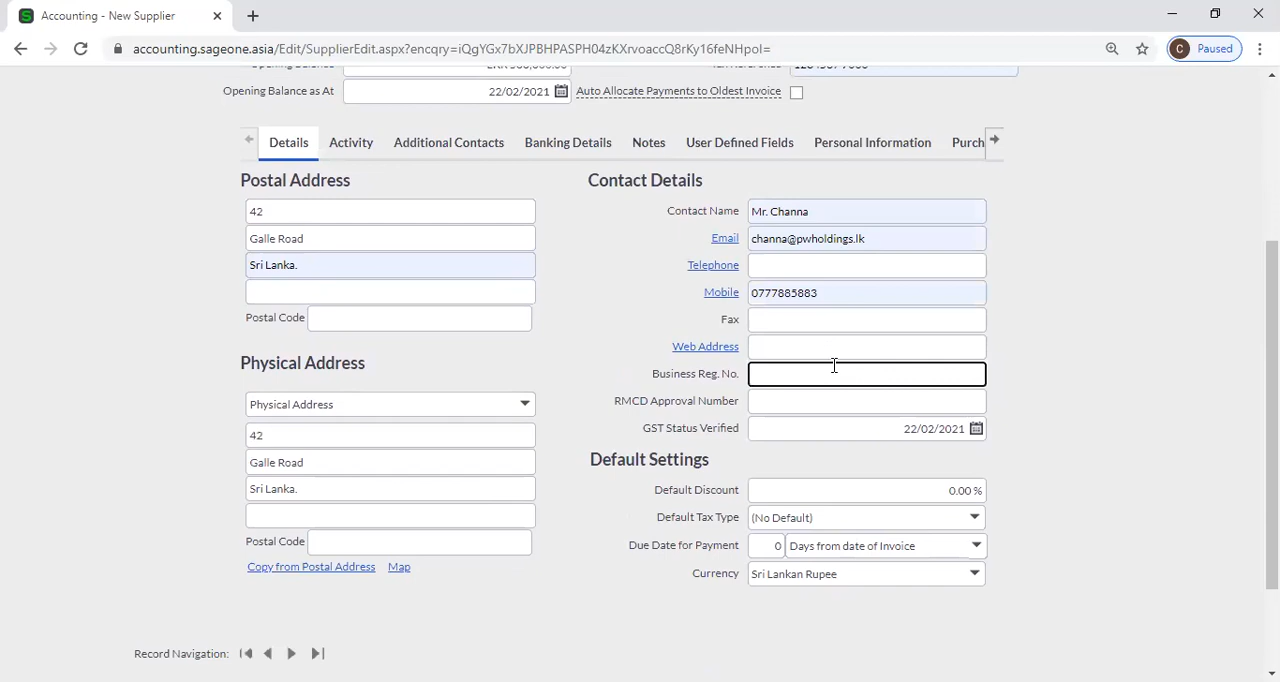 Accounting - New Supplier
accounting.sageone.asia/Edit/SupplierEdit.aspx?encqry=iQgYGx7bXJPBHPASPH04zKXrvoaccQ8rKy16feNHpol=
C Paused
Opening Balance as At 22/02/2021 Auto Allocate Payments to Oldest Invoice
Details Activity Additional Contacts Banking Details Notes User Defined Fields Personal Information Purch
Postal Address
42
Galle Road
Sri Lanka.
Postal Code
Physical Address
Physical Address
42
Galle Road
Sri Lanka.
Postal Code
Copy from Postal Address Map
Contact Details
Contact Name Mr. Channa
Email channa@pwholdings.lk
Telephone
Mobile 0777885883
Fax
Web Address
Business Reg. No.
RMCD Approval Number
GST Status Verified 22/02/2021
Default Settings
Default Discount 0.00 %
Default Tax Type (No Default)
Due Date for Payment 0 Days from date of Invoice
Currency Sri Lankan Rupee
Record Navigation: